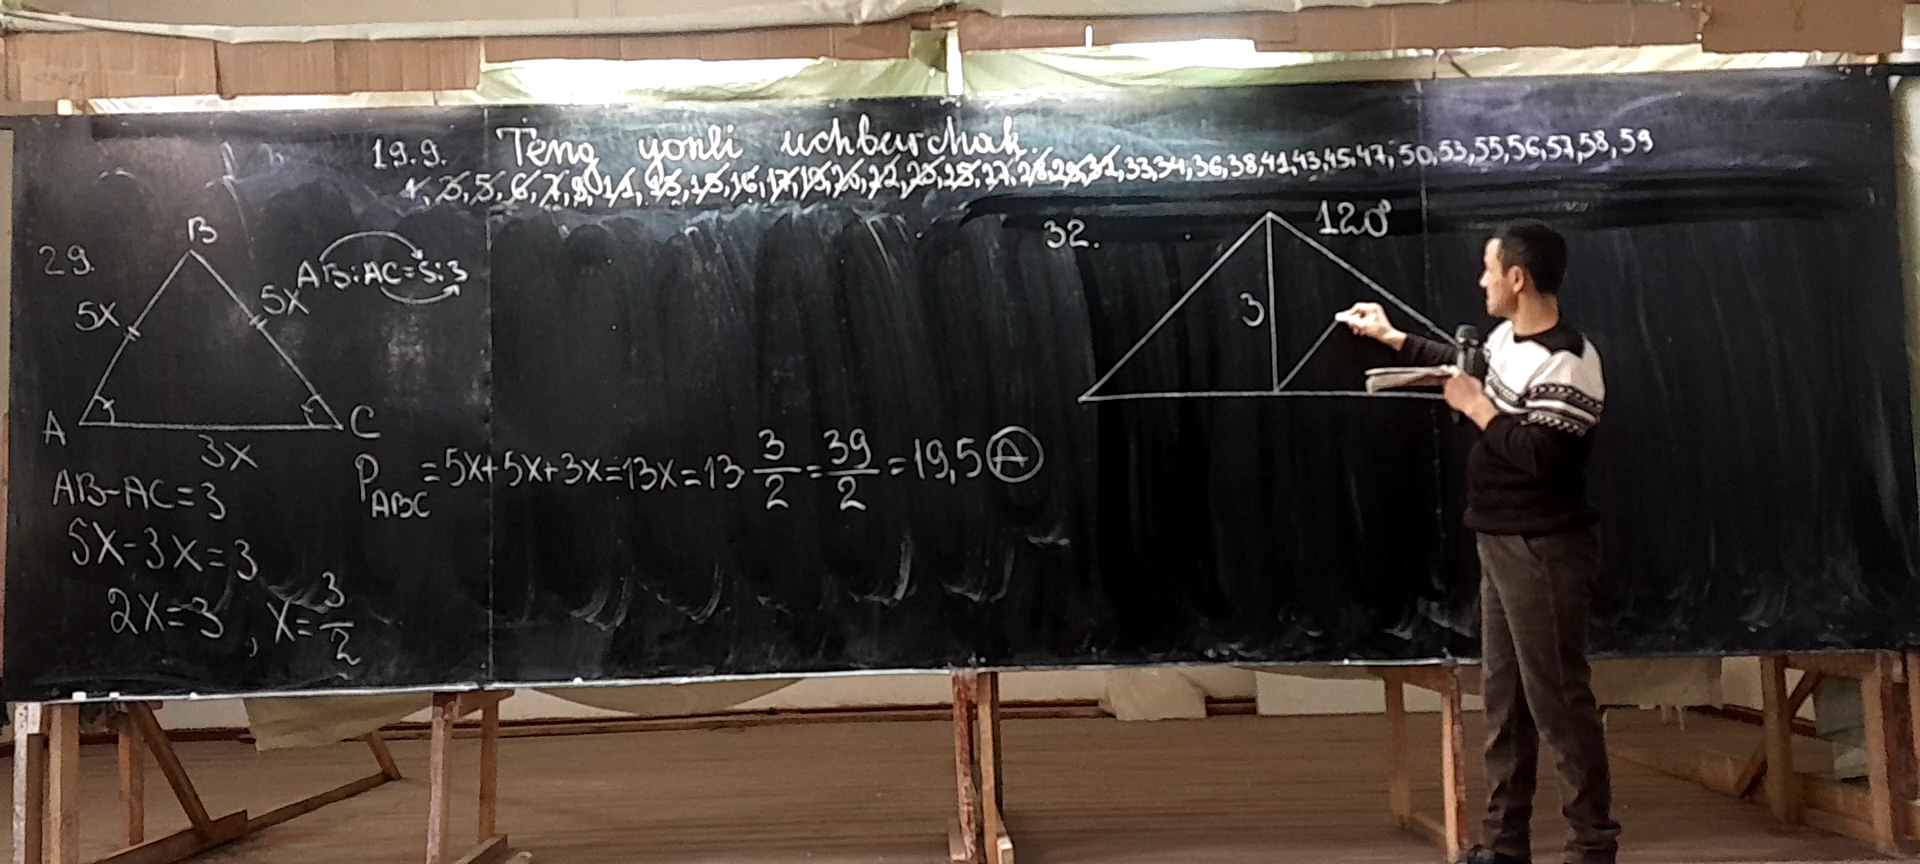 19.9. Teng yonli uchburchak.
33,34,36,38,41,43,45,47,50,53,55,56,57,58,59
29.
B
AB:AC=5:3
5x
5x
A
C
3x
AB-AC=3
5x-3x=3
2x=3, x=3/2
P_ABC=5x+5x+3x=13x=13·3/2=39/2=19,5 A
32.
120°
3